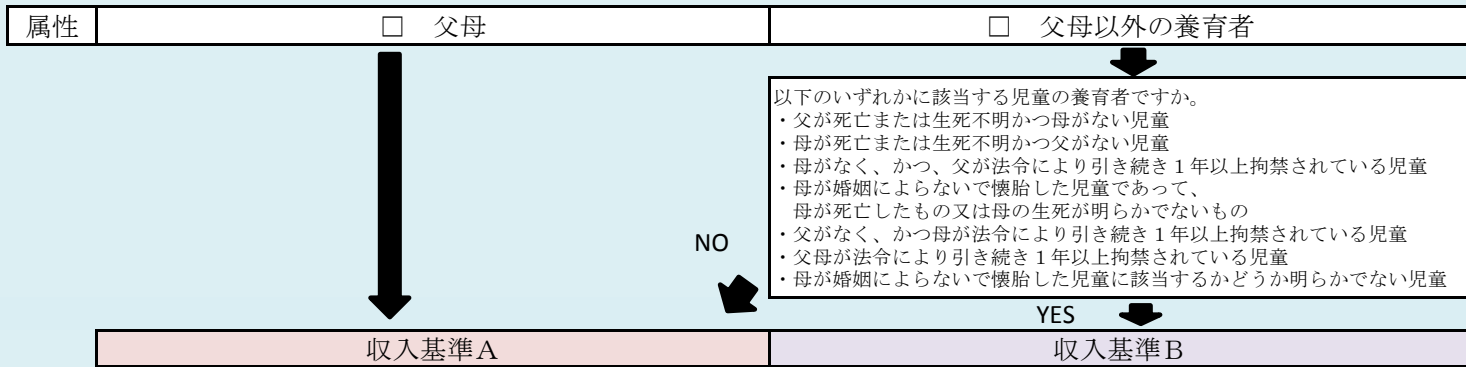 属性
□ 父母
□ 父母以外の養育者
以下のいずれかに該当する児童の養育者ですか。
・父が死亡または生死不明かつ母がない児童
・母が死亡または生死不明かつ父がない児童
・母がなく、かつ、父が法令により引き続き１年以上拘禁されている児童
・母が婚姻によらないで懐胎した児童であって、
母が死亡したもの又は母の生死が明らかでないもの
・父がなく、かつ母が法令により引き続き１年以上拘禁されている児童
・父母が法令により引き続き１年以上拘禁されている児童
・母が婚姻によらないで懐胎した児童に該当するかどうか明らかでない児童
NO
YES
収入基準Ａ
収入基準Ｂ